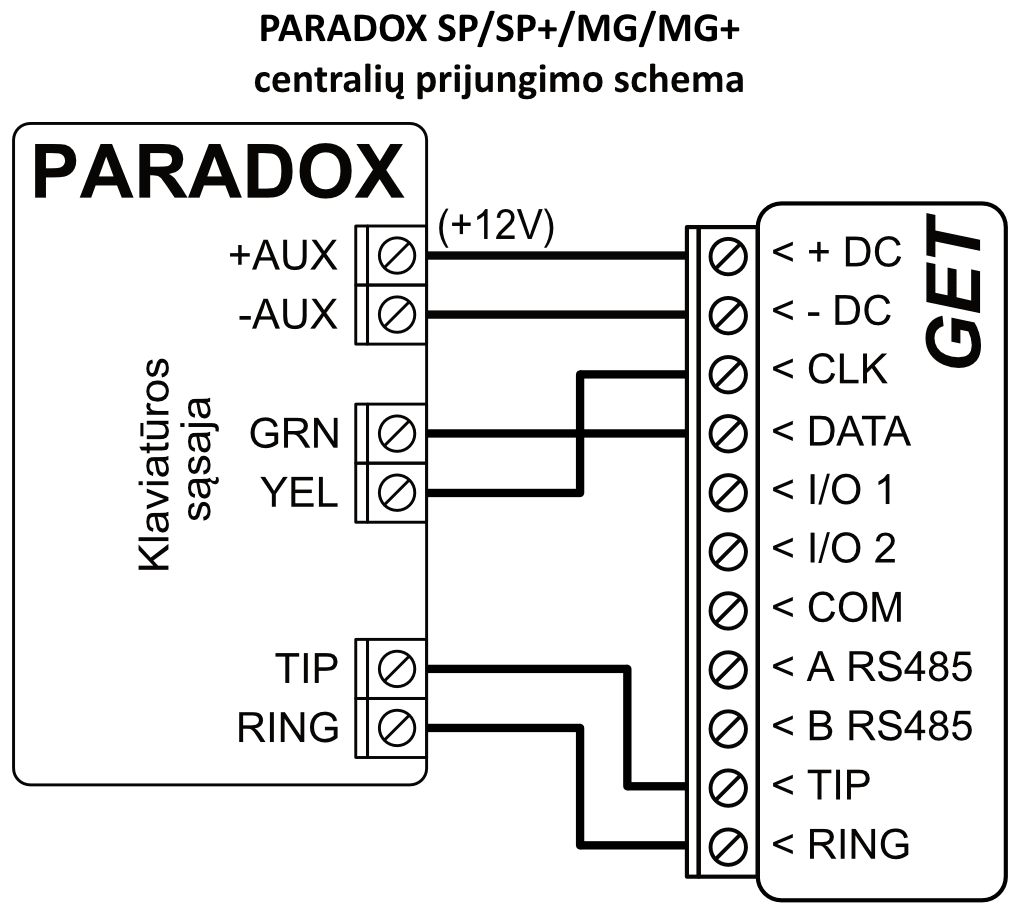 PARADOX SP/SP+/MG/MG+
centralių prijungimo schema
PARADOX
(+12V)
+AUX
-AUX
Klaviatūros
sąsaja
GRN
YEL
TIP
RING
GET
< + DC
< - DC
< CLK
< DATA
< I/O 1
< I/O 2
< COM
< A RS485
< B RS485
< TIP
< RING